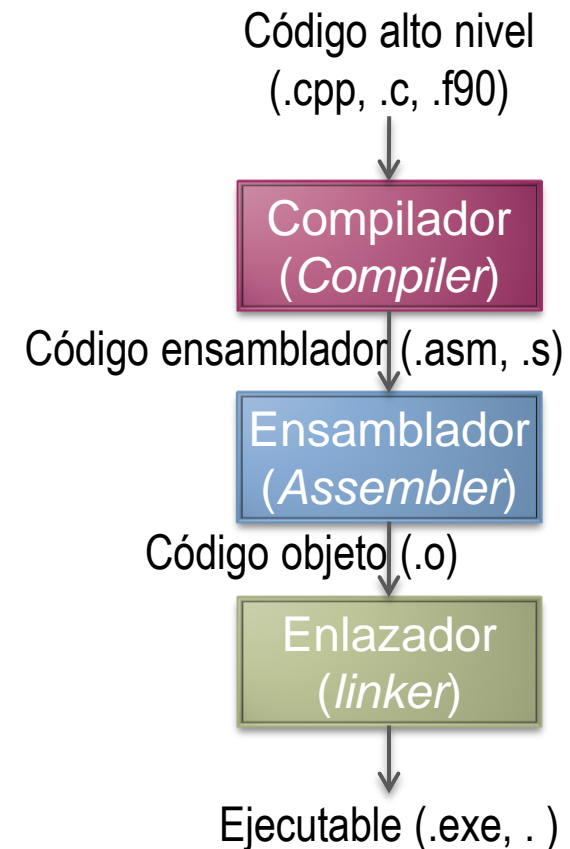 Código alto nivel
(.cpp, .c, .f90)
Compilador
(Compiler)
Código ensamblador (.asm, .s)
Ensamblador
(Assembler)
Código objeto (.o)
Enlazador
(linker)
Ejecutable (.exe, . )